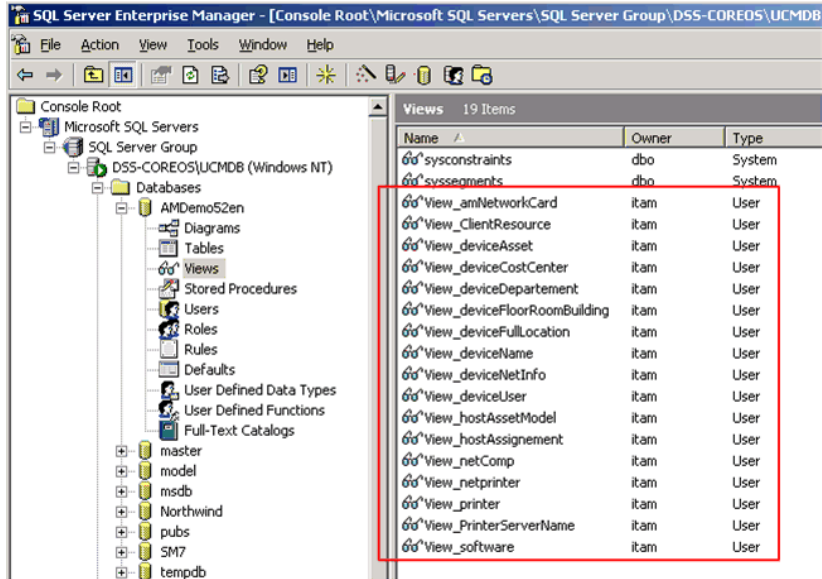 SQL Server Enterprise Manager - [Console Root\Microsoft SQL Servers\SQL Server Group\DSS-COREOS\UCMDB
File Action View Tools Window Help
Console Root
Microsoft SQL Servers
SQL Server Group
DSS-COREOS\UCMDB (Windows NT)
Databases
AMDemo52en
Diagrams
Tables
Views
Stored Procedures
Users
Roles
Rules
Defaults
User Defined Data Types
User Defined Functions
Full-Text Catalogs
master
model
msdb
Northwind
pubs
SM7
tempdb
Views 19 Items
Name Owner Type
sysconstraints dbo System
syssegments dbo System
View_amNetworkCard itam User
View_ClientResource itam User
View_deviceAsset itam User
View_deviceCostCenter itam User
View_deviceDepartement itam User
View_deviceFloorRoomBuilding itam User
View_deviceFullLocation itam User
View_deviceName itam User
View_deviceNetInfo itam User
View_deviceUser itam User
View_hostAssetModel itam User
View_hostAssignement itam User
View_netComp itam User
View_netprinter itam User
View_printer itam User
View_PrinterServerName itam User
View_software itam User